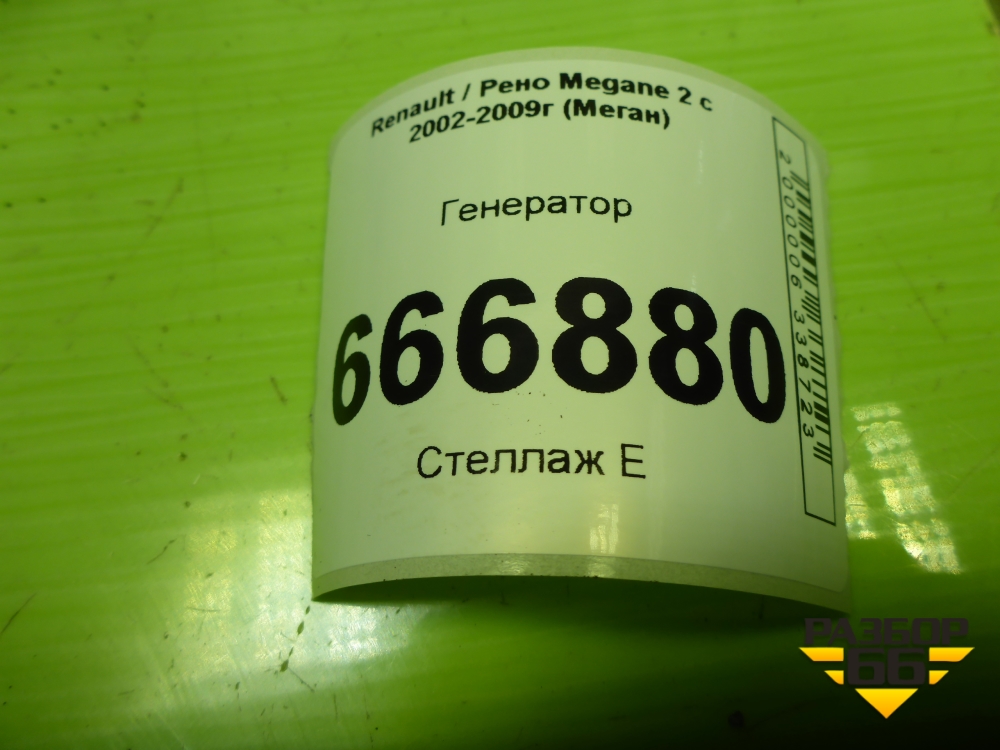 Renault / Рено Megane 2 с
2002-2009г (Меган)
Генератор
666880
Стеллаж Е
2000006338723
РАЗБОР
66